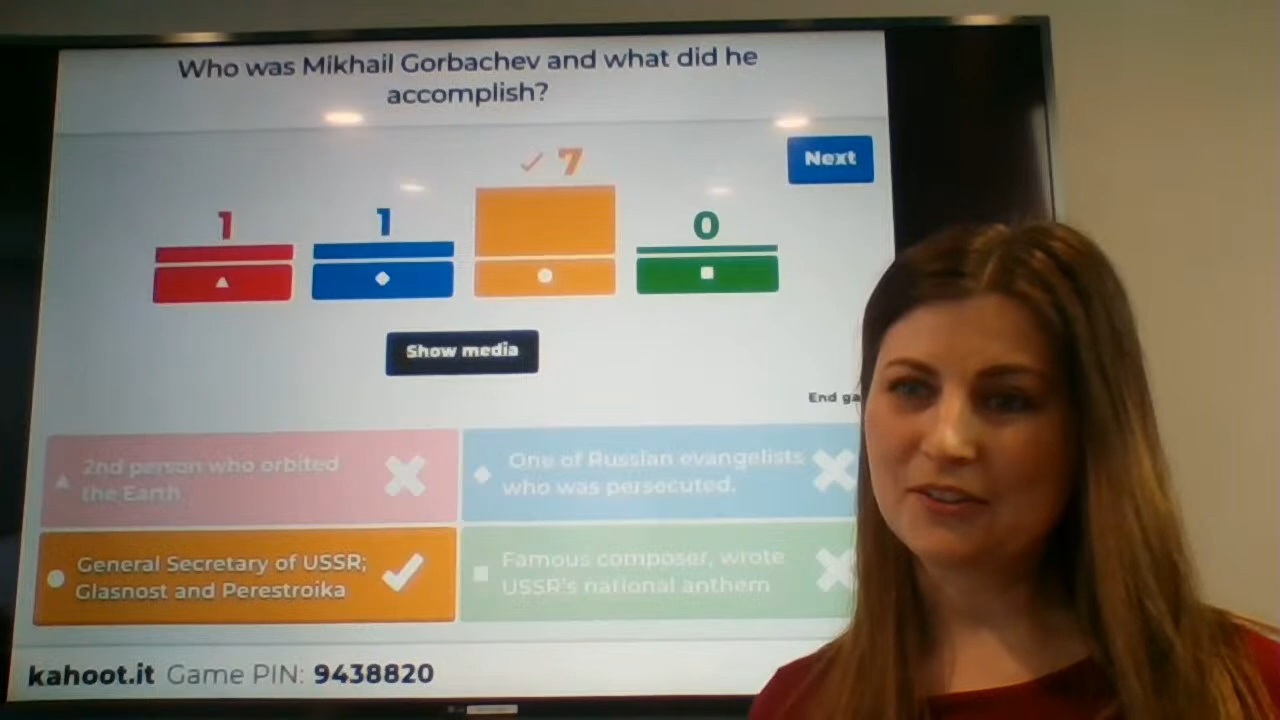 Who was Mikhail Gorbachev and what did he
accomplish?
7
Next
1
1
0
Show media
End ga
2nd person who orbited
the Earth
One of Russian evangelists
who was persecuted.
General Secretary of USSR;
Glasnost and Perestroika
Famous composer, wrote
USSR's national anthem
kahoot.it Game PIN: 9438820